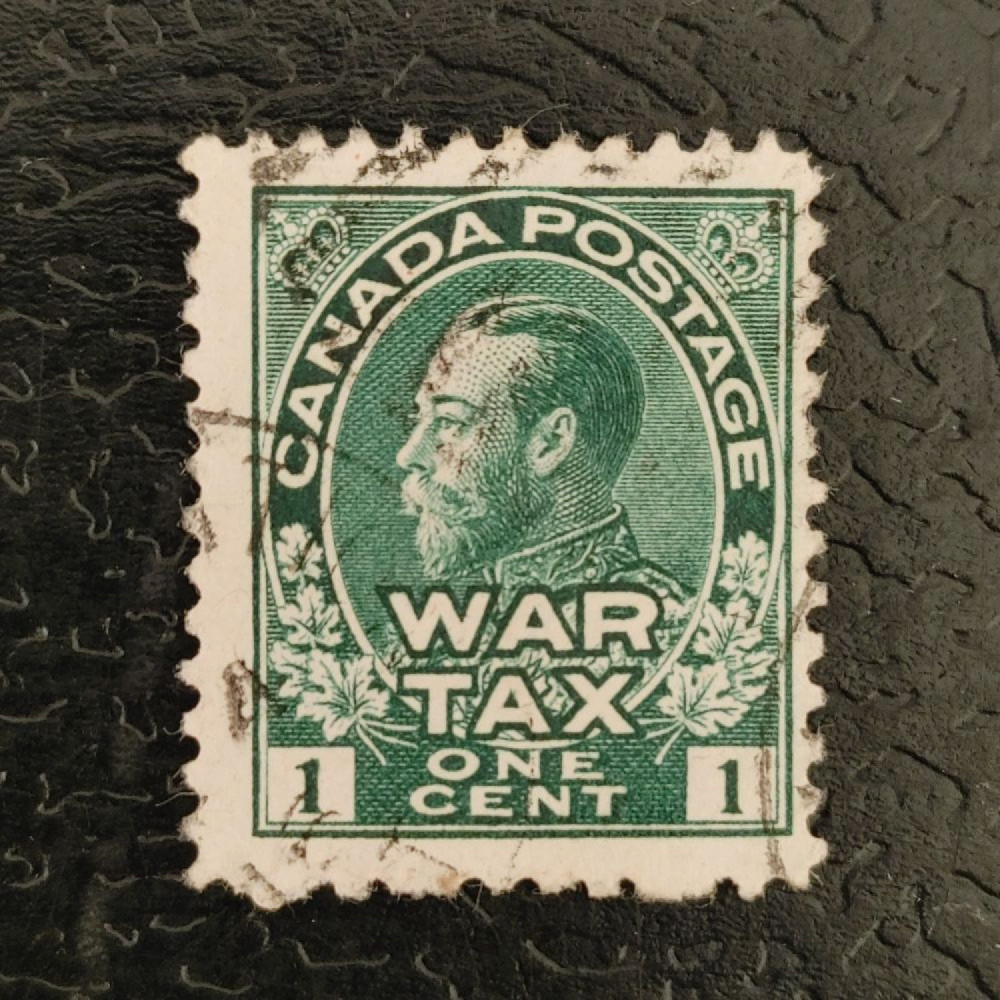 CANADA POSTAGE
WAR
TAX
1 ONE 1
CENT